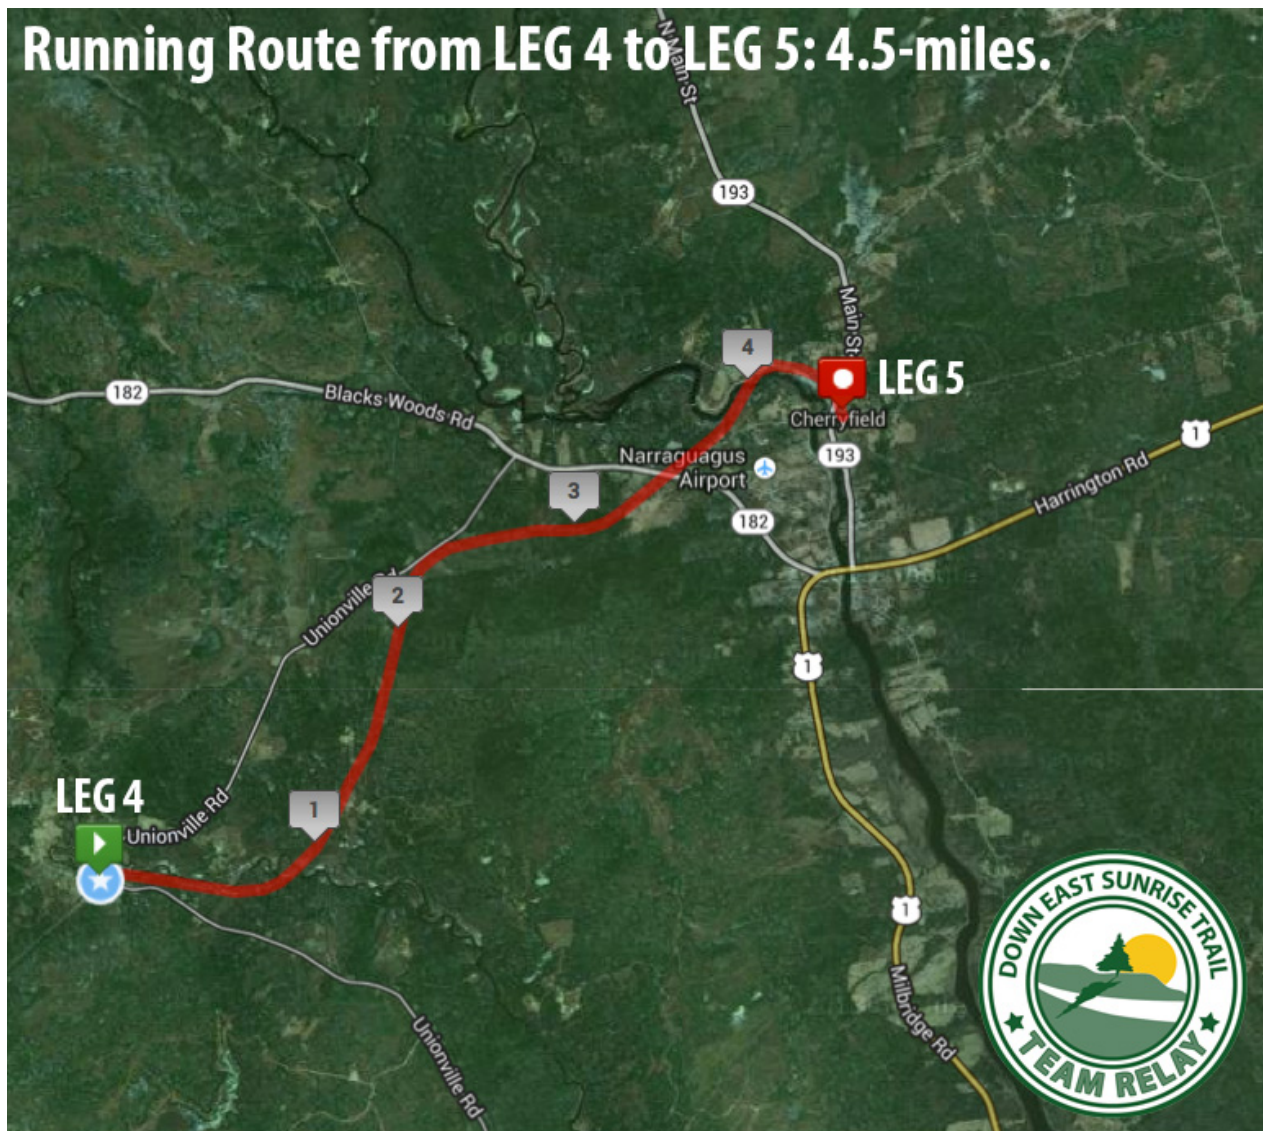 Running Route from LEG 4 to LEG 5: 4.5-miles.
N Main St
193
Main St
4
LEG 5
182
Blacks Woods Rd
Cherryfield
1
Narraguagus
Airport
193
Harrington Rd
3
182
2
Unionville Rd
1
LEG 4
1
Unionville Rd
1
Milbridge Rd
Unionville Rd
DOWN EAST SUNRISE TRAIL
TEAM RELAY